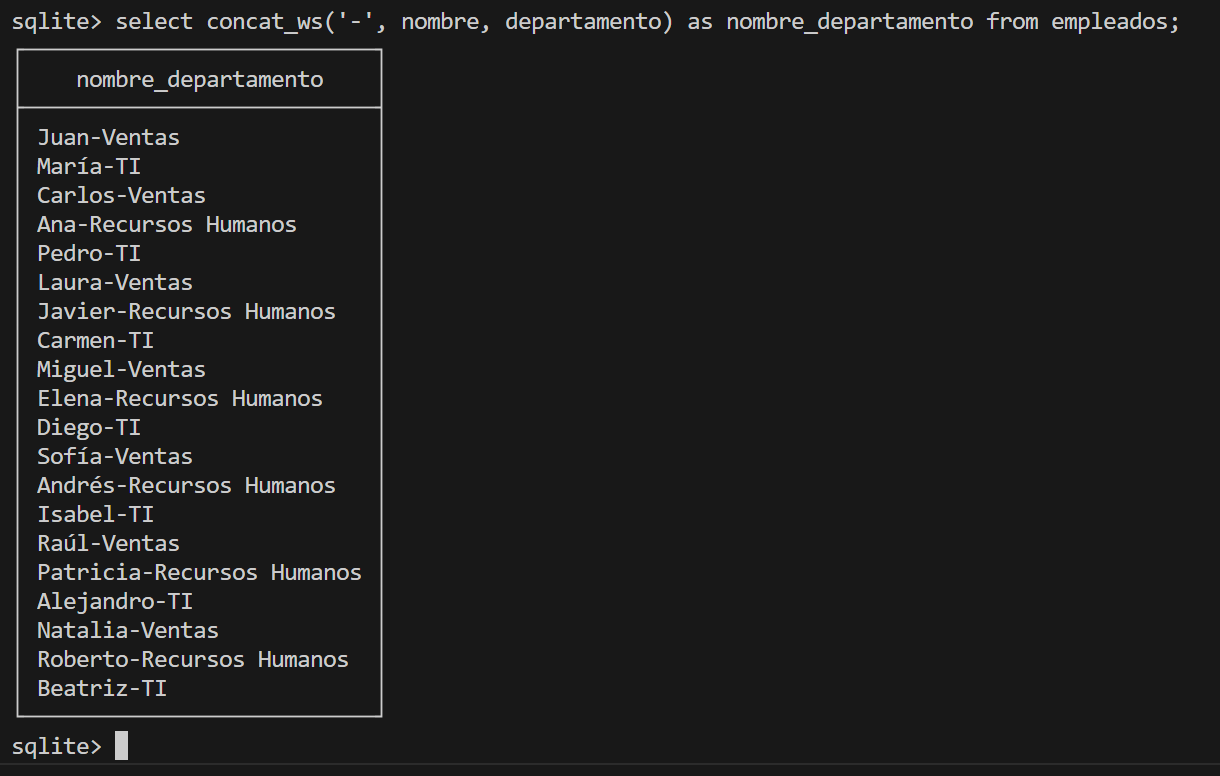 sqlite> select concat_ws('-', nombre, departamento) as nombre_departamento from empleados;
nombre_departamento
Juan-Ventas
María-TI
Carlos-Ventas
Ana-Recursos Humanos
Pedro-TI
Laura-Ventas
Javier-Recursos Humanos
Carmen-TI
Miguel-Ventas
Elena-Recursos Humanos
Diego-TI
Sofía-Ventas
Andrés-Recursos Humanos
Isabel-TI
Raúl-Ventas
Patricia-Recursos Humanos
Alejandro-TI
Natalia-Ventas
Roberto-Recursos Humanos
Beatriz-TI
sqlite>